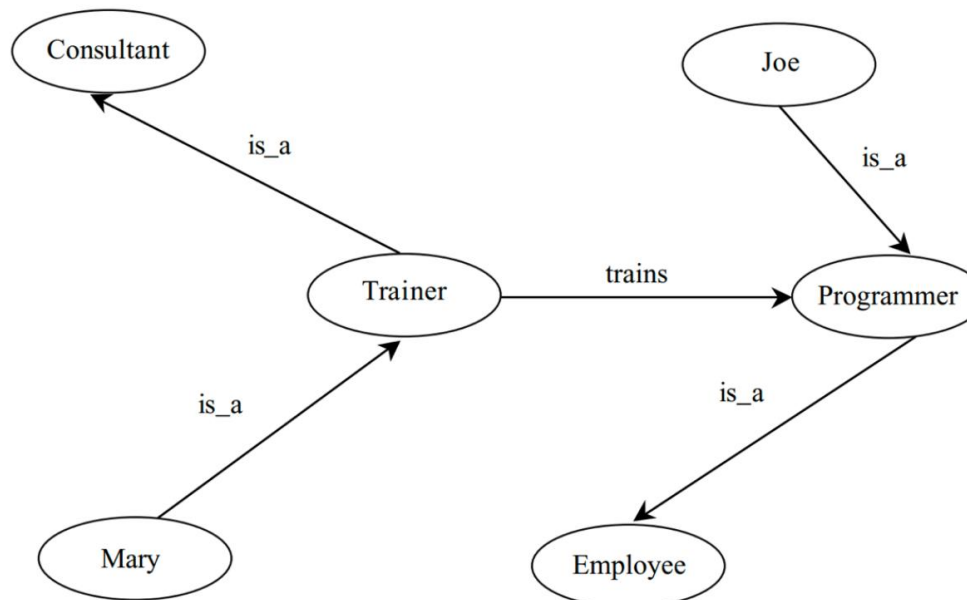 Consultant
Joe
is_a
is_a
Trainer
trains
Programmer
is_a
is_a
Mary
Employee